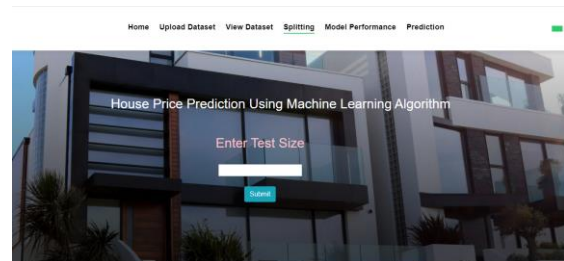 Home Upload Dataset View Dataset Splitting Model Performance Prediction
House Price Prediction Using Machine Learning Algorithm
Enter Test Size
Submit